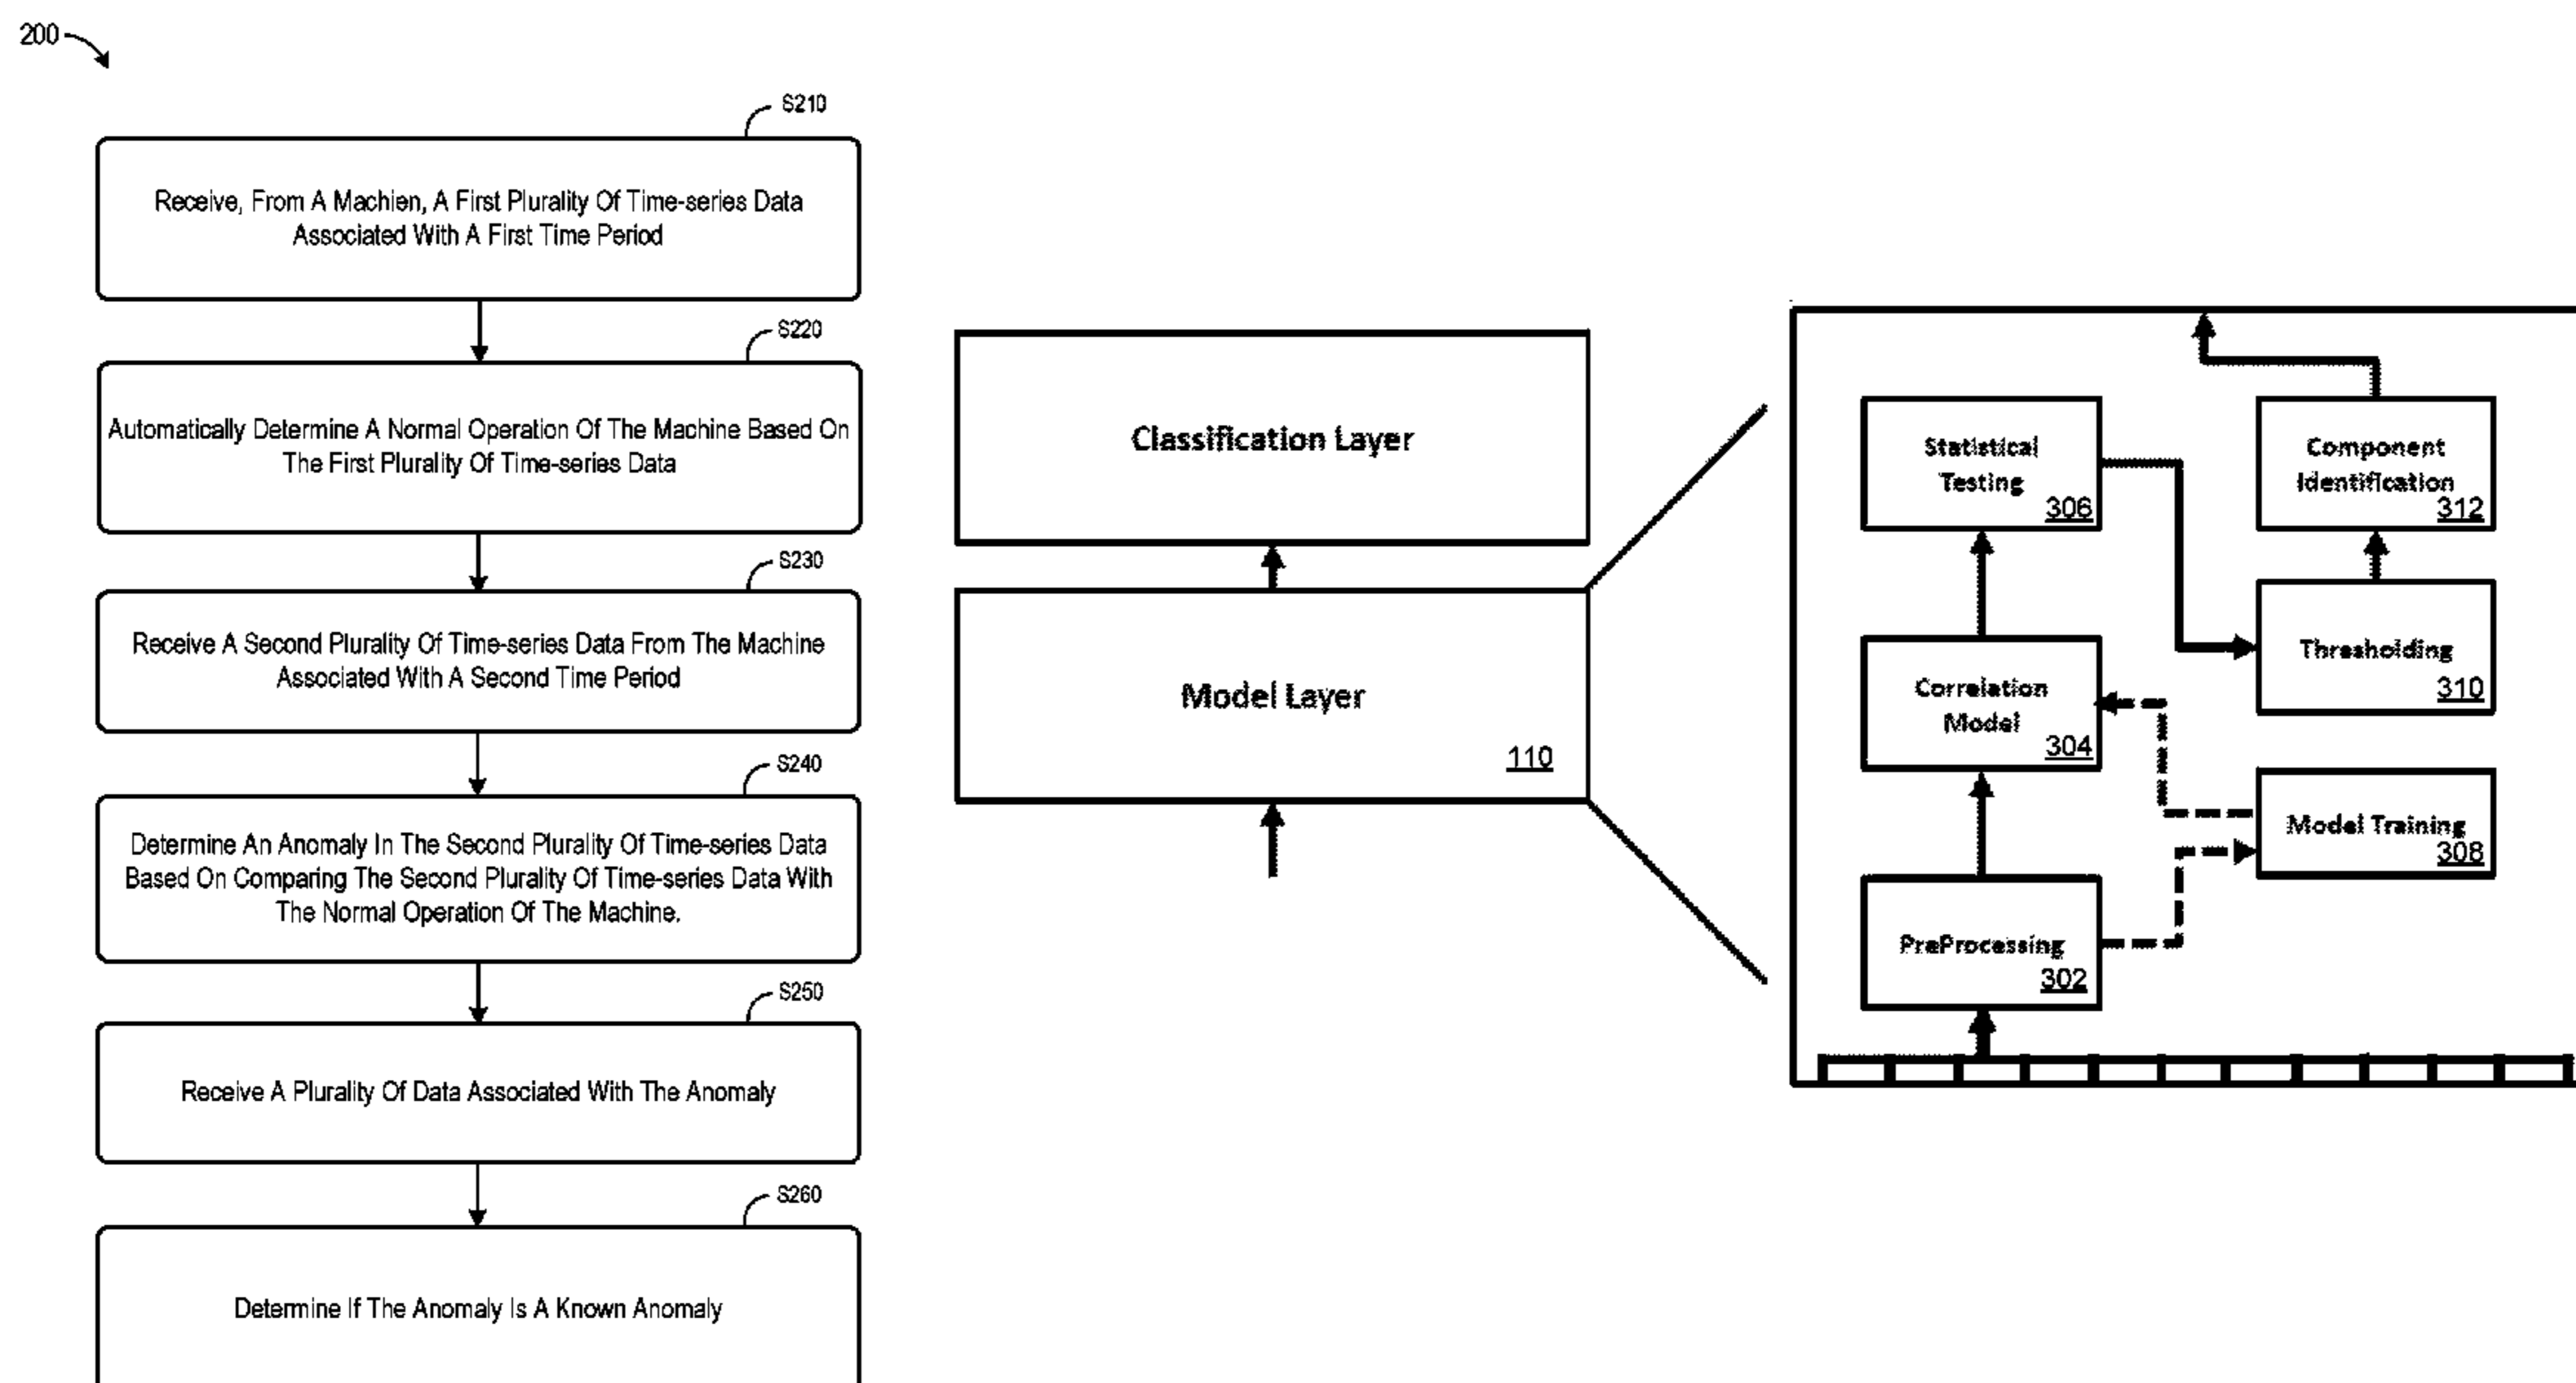 200
S210
Receive, From A Machien, A First Plurality Of Time-series Data
Associated With A First Time Period
S220
Automatically Determine A Normal Operation Of The Machine Based On
The First Plurality Of Time-series Data
S230
Receive A Second Plurality Of Time-series Data From The Machine
Associated With A Second Time Period
S240
Determine An Anomaly In The Second Plurality Of Time-series Data
Based On Comparing The Second Plurality Of Time-series Data With
The Normal Operation Of The Machine.
S250
Receive A Plurality Of Data Associated With The Anomaly
S260
Determine If The Anomaly Is A Known Anomaly
Classification Layer
Model Layer
110
Statistical
Testing
306
Component
Identification
312
Correlation
Model
304
Thresholding
310
Model Training
308
PreProcessing
302